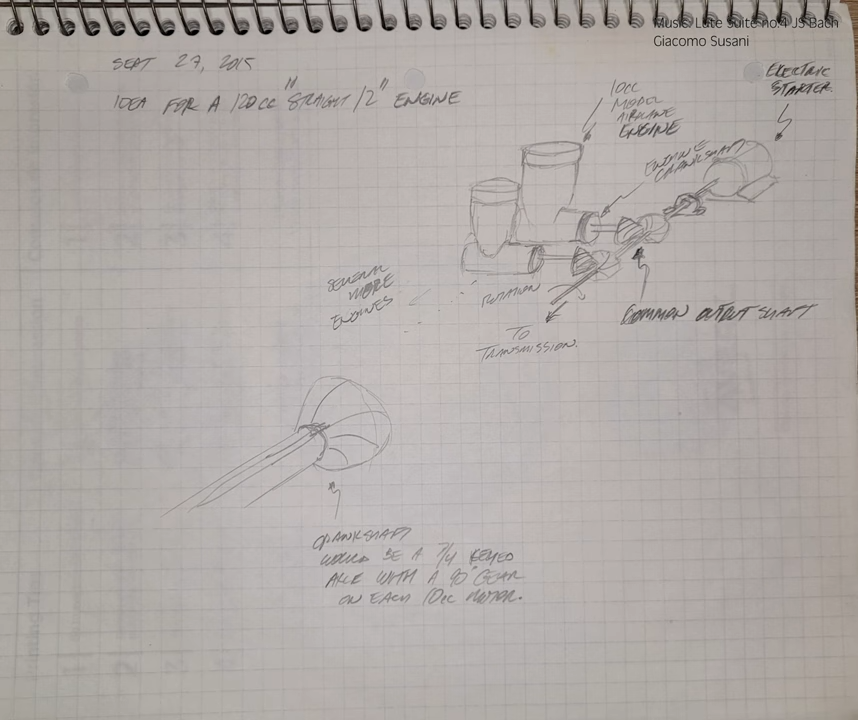 Music: Lute Suite no.4 JS Bach
Giacomo Susani
SEPT 27, 2015
IDEA FOR A 120CC "STRAIGHT 12" ENGINE
10CC
MODEL
AIRPLANE
ENGINE
ELECTRIC
STARTER
ENGINE
CRANKSHAFT
SEVERAL
MORE
ENGINES
ROTATION
COMMON OUTPUT SHAFT
TO
TRANSMISSION.
CRANKSHAFT
WOULD BE A 3/4" KEYED
AXLE WITH A 90° GEAR
ON EACH 10cc MOTOR.